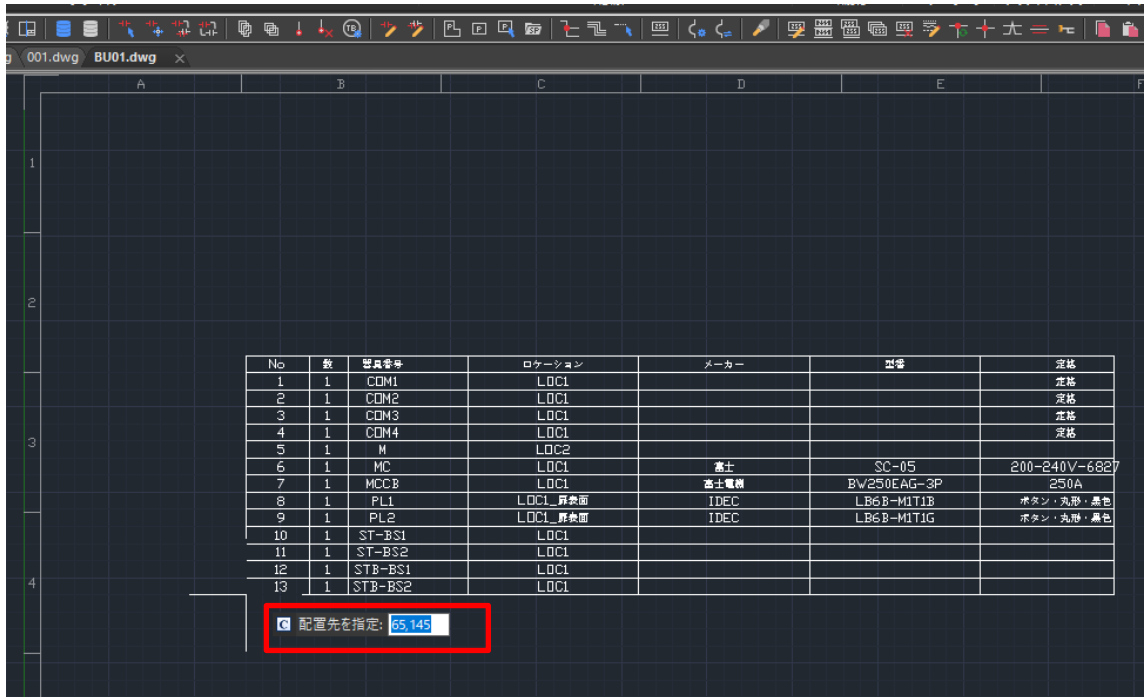 001.dwg BU01.dwg ×
A B C D E F
1
2
No 数 器具番号 ロケーション メーカー 型番 定格
1 1 COM1 LOC1 定格
2 1 COM2 LOC1 定格
3 1 COM3 LOC1 定格
4 1 COM4 LOC1 定格
3
5 1 M LOC2
6 1 MC LOC1 富士 SC-05 200-240V-6827
7 1 MCCB LOC1 富士電機 BW250EAG-3P 250A
8 1 PL1 LOC1_扉表面 IDEC LB6B-M1T1B ボタン・丸形・黒色
9 1 PL2 LOC1_扉表面 IDEC LB6B-M1T1G ボタン・丸形・黒色
10 1 ST-BS1 LOC1
11 1 ST-BS2 LOC1
12 1 STB-BS1 LOC1
4
13 1 STB-BS2 LOC1
配置先を指定: 65,145